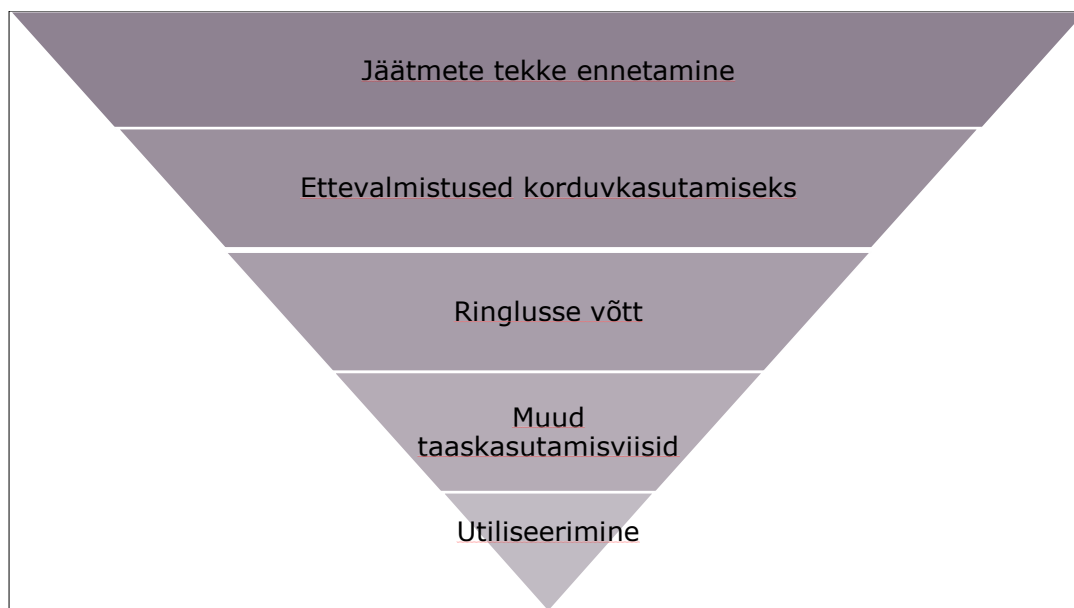 Jäätmete tekke ennetamine
Ettevalmistused korduvkasutamiseks
Ringlusse võtt
Muud
taaskasutamisviisid
Utiliseerimine